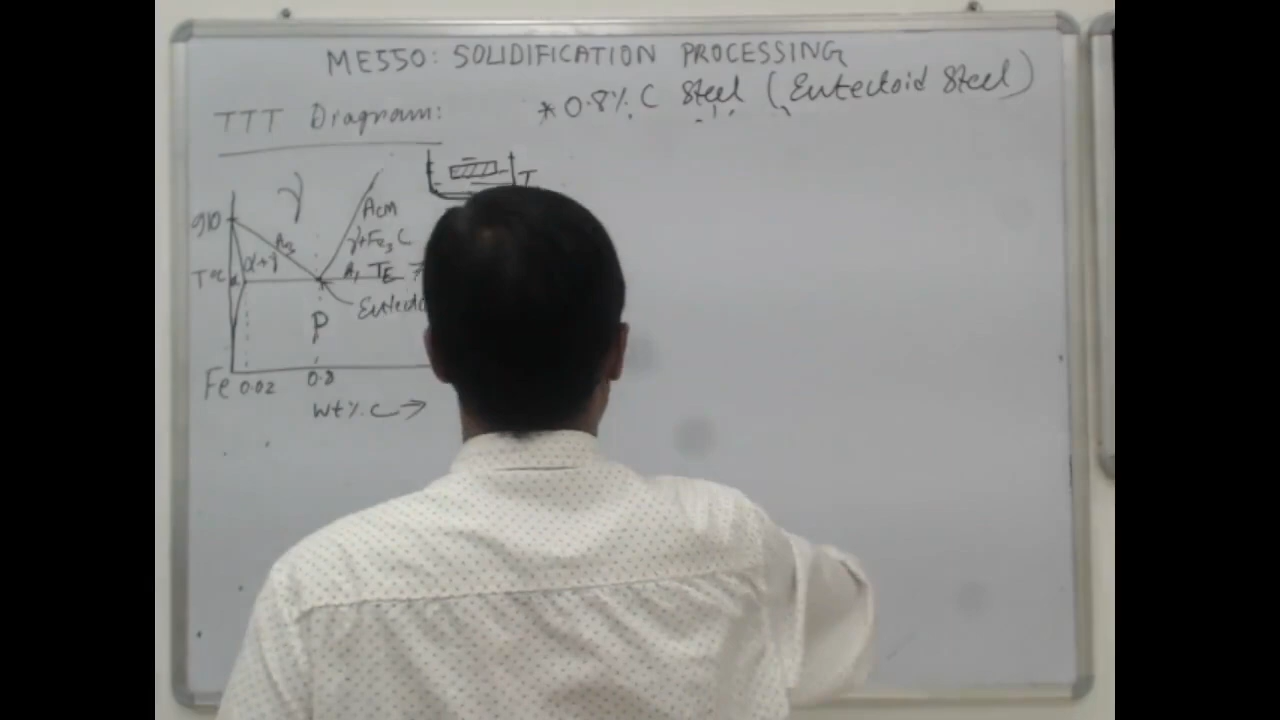 ME550: SOLIDIFICATION PROCESSING
TTT Diagram:
* 0.8% C Steel (Eutectoid Steel)
T
γ
910
Acm
A3
γ+Fe3C
α+γ
T°C
α
A1 TE
P
Fe 0.02 0.8
Wt% C →